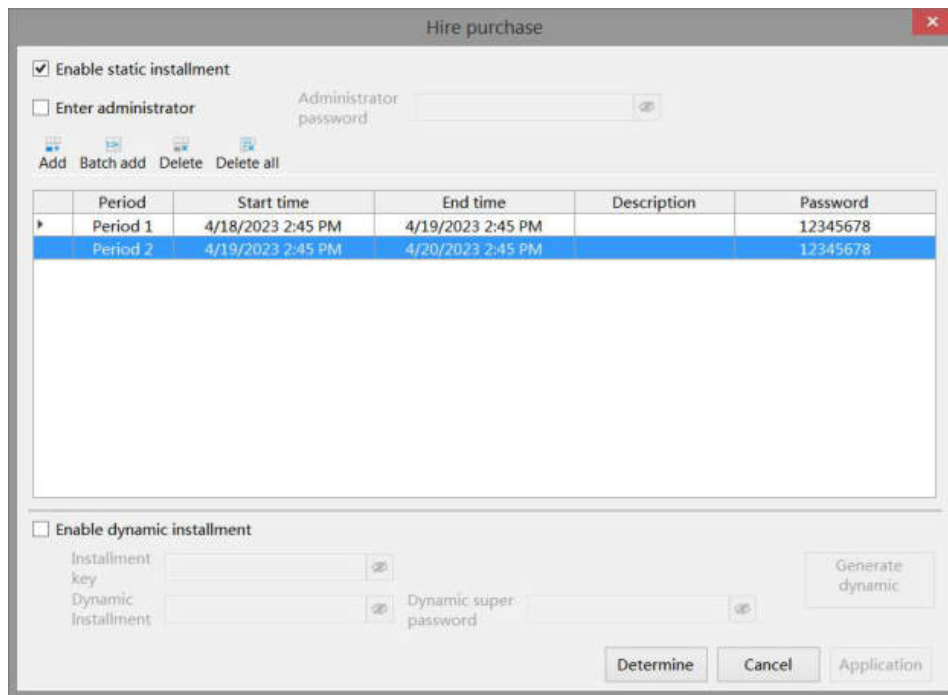 Hire purchase
Enable static installment
Enter administrator
Administrator
password
Add Batch add Delete Delete all
Period Start time End time Description Password
Period 1 4/18/2023 2:45 PM 4/19/2023 2:45 PM 12345678
Period 2 4/19/2023 2:45 PM 4/20/2023 2:45 PM 12345678
Enable dynamic installment
Installment
key
Generate
dynamic
Dynamic
Installment
Dynamic super
password
Determine Cancel Application